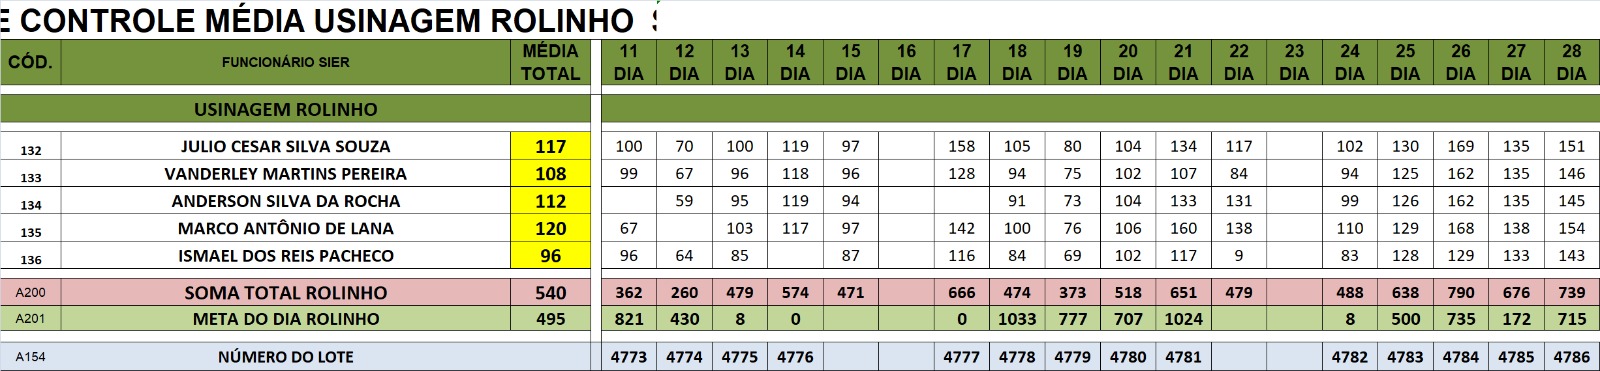 E CONTROLE MÉDIA USINAGEM ROLINHO
CÓD. FUNCIONÁRIO SIER MÉDIA TOTAL 11 DIA 12 DIA 13 DIA 14 DIA 15 DIA 16 DIA 17 DIA 18 DIA 19 DIA 20 DIA 21 DIA 22 DIA 23 DIA 24 DIA 25 DIA 26 DIA 27 DIA 28 DIA
USINAGEM ROLINHO
132 JULIO CESAR SILVA SOUZA 117 100 70 100 119 97 158 105 80 104 134 117 102 130 169 135 151
133 VANDERLEY MARTINS PEREIRA 108 99 67 96 118 96 128 94 75 102 107 84 94 125 162 135 146
134 ANDERSON SILVA DA ROCHA 112 59 95 119 94 91 73 104 133 131 99 126 162 135 145
135 MARCO ANTÔNIO DE LANA 120 67 103 117 97 142 100 76 106 160 138 110 129 168 138 154
136 ISMAEL DOS REIS PACHECO 96 96 64 85 87 116 84 69 102 117 9 83 128 129 133 143
A200 SOMA TOTAL ROLINHO 540 362 260 479 574 471 666 474 373 518 651 479 488 638 790 676 739
A201 META DO DIA ROLINHO 495 821 430 8 0 0 1033 777 707 1024 8 500 735 172 715
A154 NÚMERO DO LOTE 4773 4774 4775 4776 4777 4778 4779 4780 4781 4782 4783 4784 4785 4786